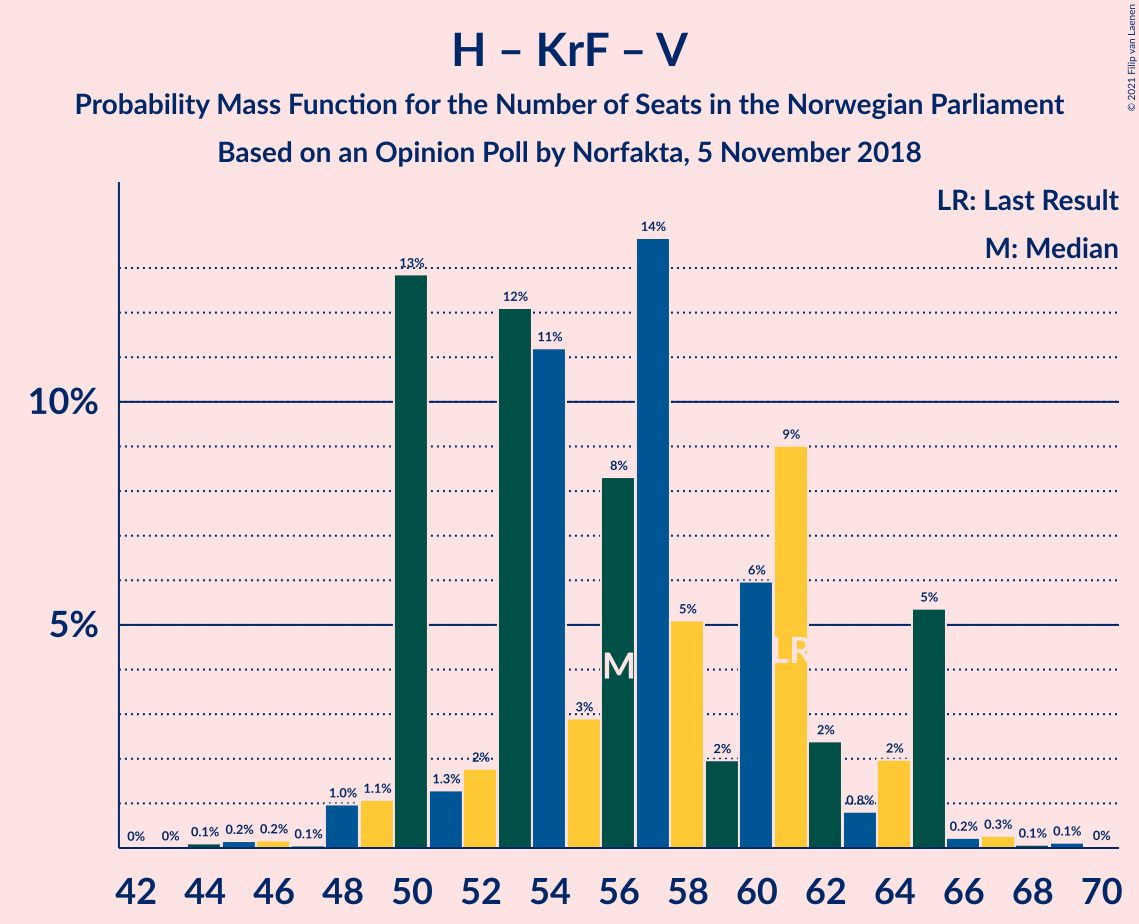 H – KrF – V
Probability Mass Function for the Number of Seats in the Norwegian Parliament
Based on an Opinion Poll by Norfakta, 5 November 2018
© 2021 Filip van Laenen
LR: Last Result
M: Median
10%
5%
0% 0% 0.1% 0.2% 0.2% 0.1% 1.0% 1.1% 13% 1.3% 2% 12% 11% 3% 8% 14% 5% 2% 6% 9% 2% 0.8% 2% 5% 0.2% 0.3% 0.1% 0.1% 0%
M
LR
42 44 46 48 50 52 54 56 58 60 62 64 66 68 70